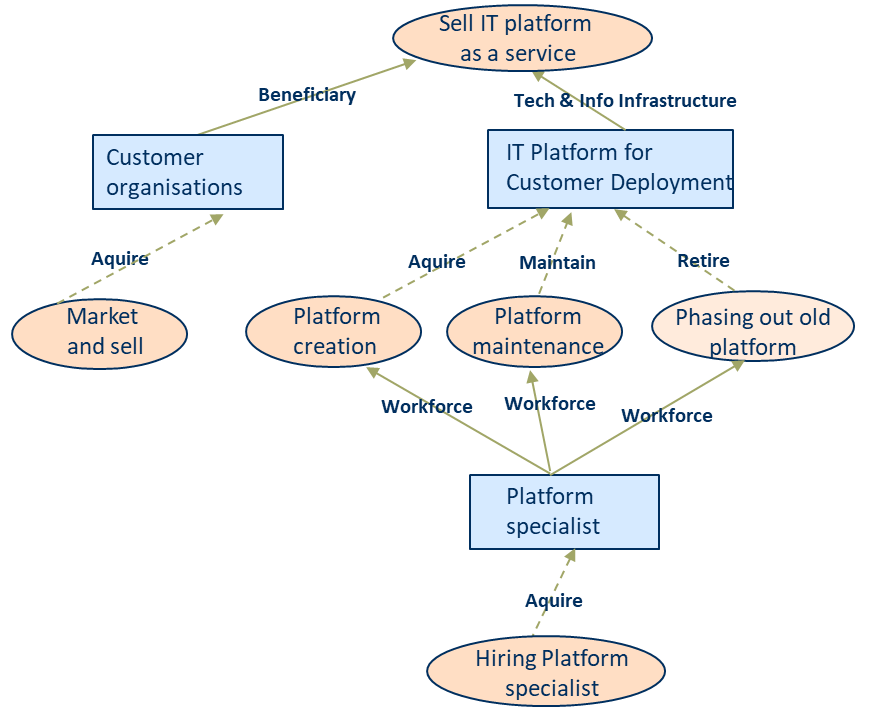 Sell IT platform
as a service
Beneficiary
Tech & Info Infrastructure
Customer
organisations
IT Platform for
Customer Deployment
Aquire
Aquire
Maintain
Retire
Market
and sell
Platform
creation
Platform
maintenance
Phasing out old
platform
Workforce
Workforce
Workforce
Platform
specialist
Aquire
Hiring Platform
specialist